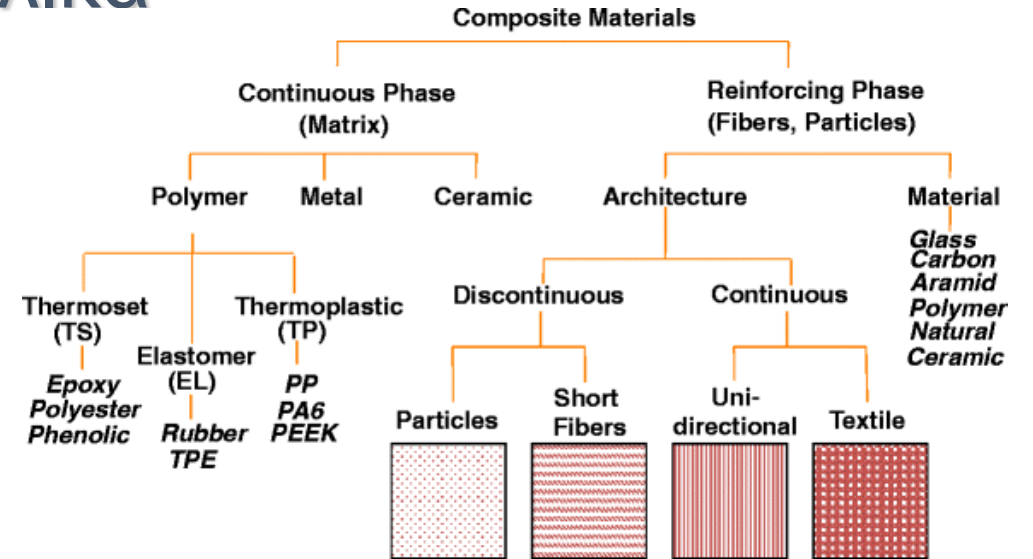 Composite Materials
Continuous Phase
(Matrix)
Reinforcing Phase
(Fibers, Particles)
Polymer
Metal
Ceramic
Architecture
Material
Glass
Carbon
Aramid
Polymer
Natural
Ceramic
Thermoset
(TS)
Epoxy
Polyester
Phenolic
Elastomer
(EL)
Rubber
TPE
Thermoplastic
(TP)
PP
PA6
PEEK
Discontinuous
Continuous
Particles
Short
Fibers
Uni-
directional
Textile